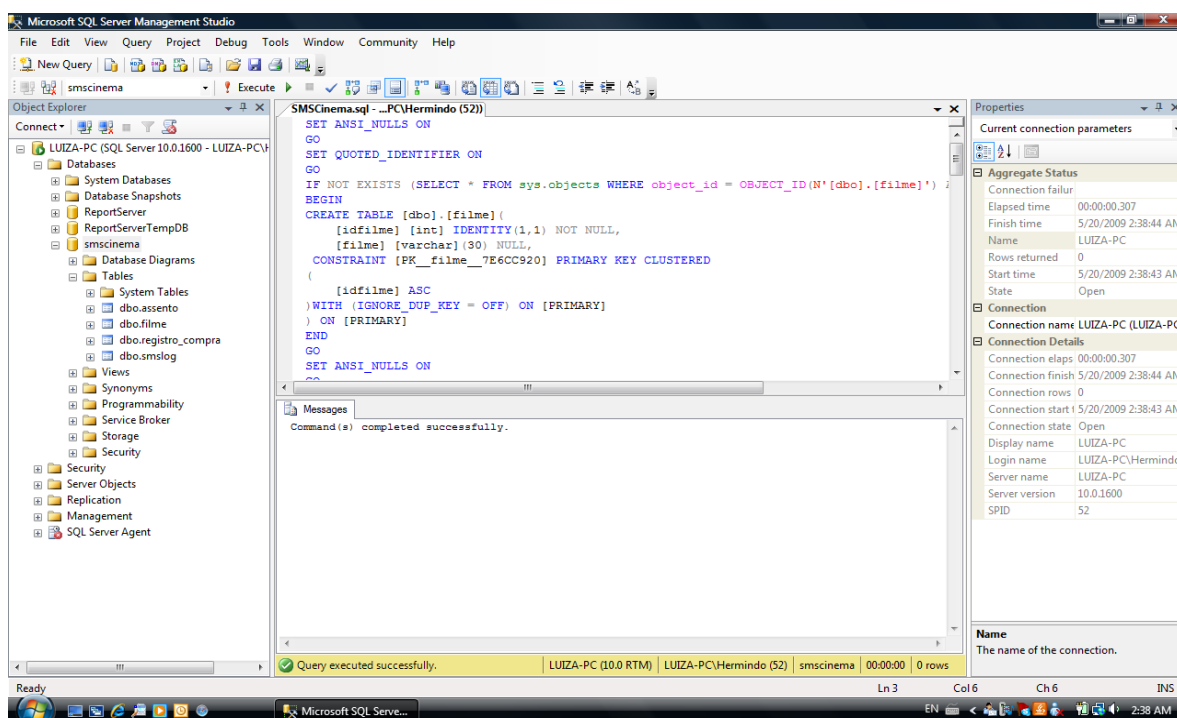 Microsoft SQL Server Management Studio
File Edit View Query Project Debug Tools Window Community Help
New Query
smscinema Execute
Object Explorer
Connect
LUIZA-PC (SQL Server 10.0.1600 - LUIZA-PC\H
Databases
System Databases
Database Snapshots
ReportServer
ReportServerTempDB
smscinema
Database Diagrams
Tables
System Tables
dbo.assento
dbo.filme
dbo.registro_compra
dbo.smslog
Views
Synonyms
Programmability
Service Broker
Storage
Security
Security
Server Objects
Replication
Management
SQL Server Agent
SMSCinema.sql - ...PC\Hermindo (52))
SET ANSI_NULLS ON
GO
SET QUOTED_IDENTIFIER ON
GO
IF NOT EXISTS (SELECT * FROM sys.objects WHERE object_id = OBJECT_ID(N'[dbo].[filme]')
BEGIN
CREATE TABLE [dbo].[filme](
[idfilme] [int] IDENTITY(1,1) NOT NULL,
[filme] [varchar](30) NULL,
CONSTRAINT [PK__filme__7E6CC920] PRIMARY KEY CLUSTERED
(
[idfilme] ASC
)WITH (IGNORE_DUP_KEY = OFF) ON [PRIMARY]
) ON [PRIMARY]
END
GO
SET ANSI_NULLS ON
GO
Messages
Command(s) completed successfully.
Query executed successfully. LUIZA-PC (10.0 RTM) LUIZA-PC\Hermindo (52) smscinema 00:00:00 0 rows
Properties
Current connection parameters
Aggregate Status
Connection failur
Elapsed time 00:00:00.307
Finish time 5/20/2009 2:38:44 AM
Name LUIZA-PC
Rows returned 0
Start time 5/20/2009 2:38:43 AM
State Open
Connection
Connection name LUIZA-PC (LUIZA-PC
Connection Details
Connection elaps 00:00:00.307
Connection finish 5/20/2009 2:38:44 AM
Connection rows 0
Connection start t 5/20/2009 2:38:43 AM
Connection state Open
Display name LUIZA-PC
Login name LUIZA-PC\Hermindo
Server name LUIZA-PC
Server version 10.0.1600
SPID 52
Name
The name of the connection.
Ready Ln 3 Col 6 Ch 6 INS
Microsoft SQL Serve... EN 2:38 AM